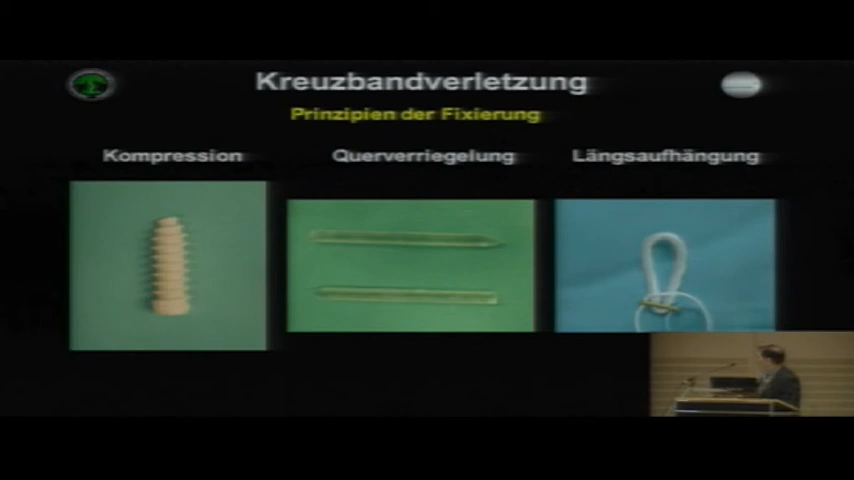 Kreuzbandverletzung
Prinzipien der Fixierung
Kompression
Querverriegelung
Längsaufhängung